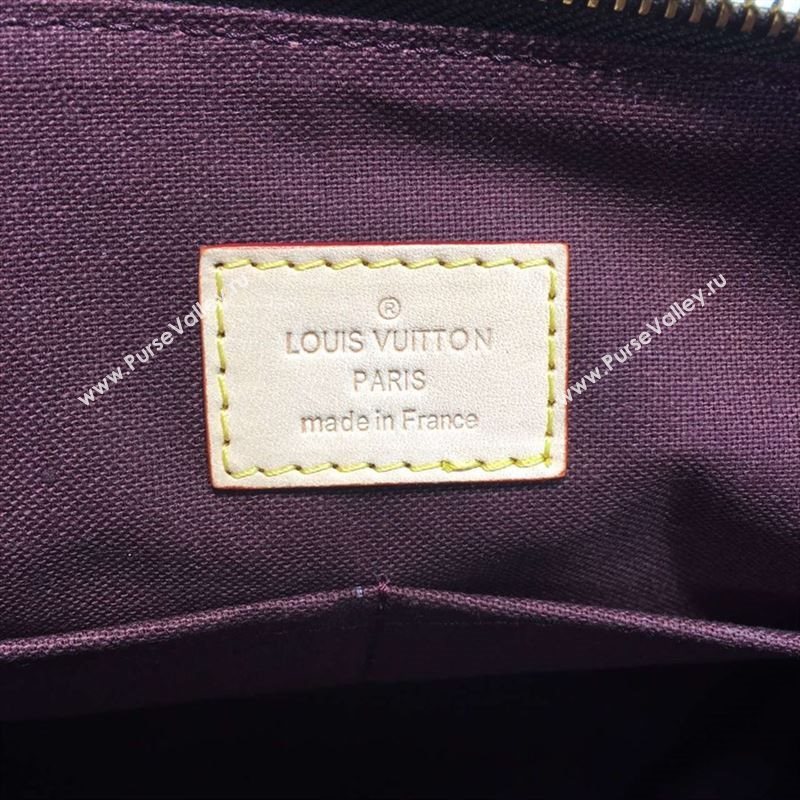 ®
LOUIS VUITTON
PARIS
made in France
www.PurseValley.ru
www.PurseValley.ru